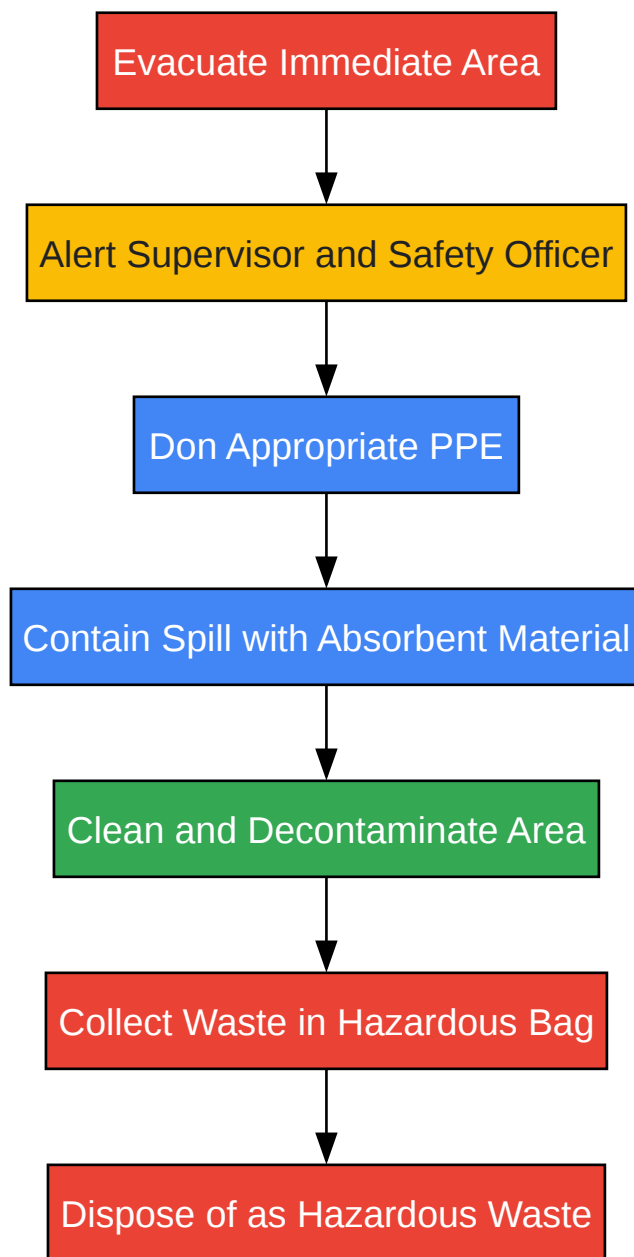 Evacuate Immediate Area
Alert Supervisor and Safety Officer
Don Appropriate PPE
Contain Spill with Absorbent Material
Clean and Decontaminate Area
Collect Waste in Hazardous Bag
Dispose of as Hazardous Waste